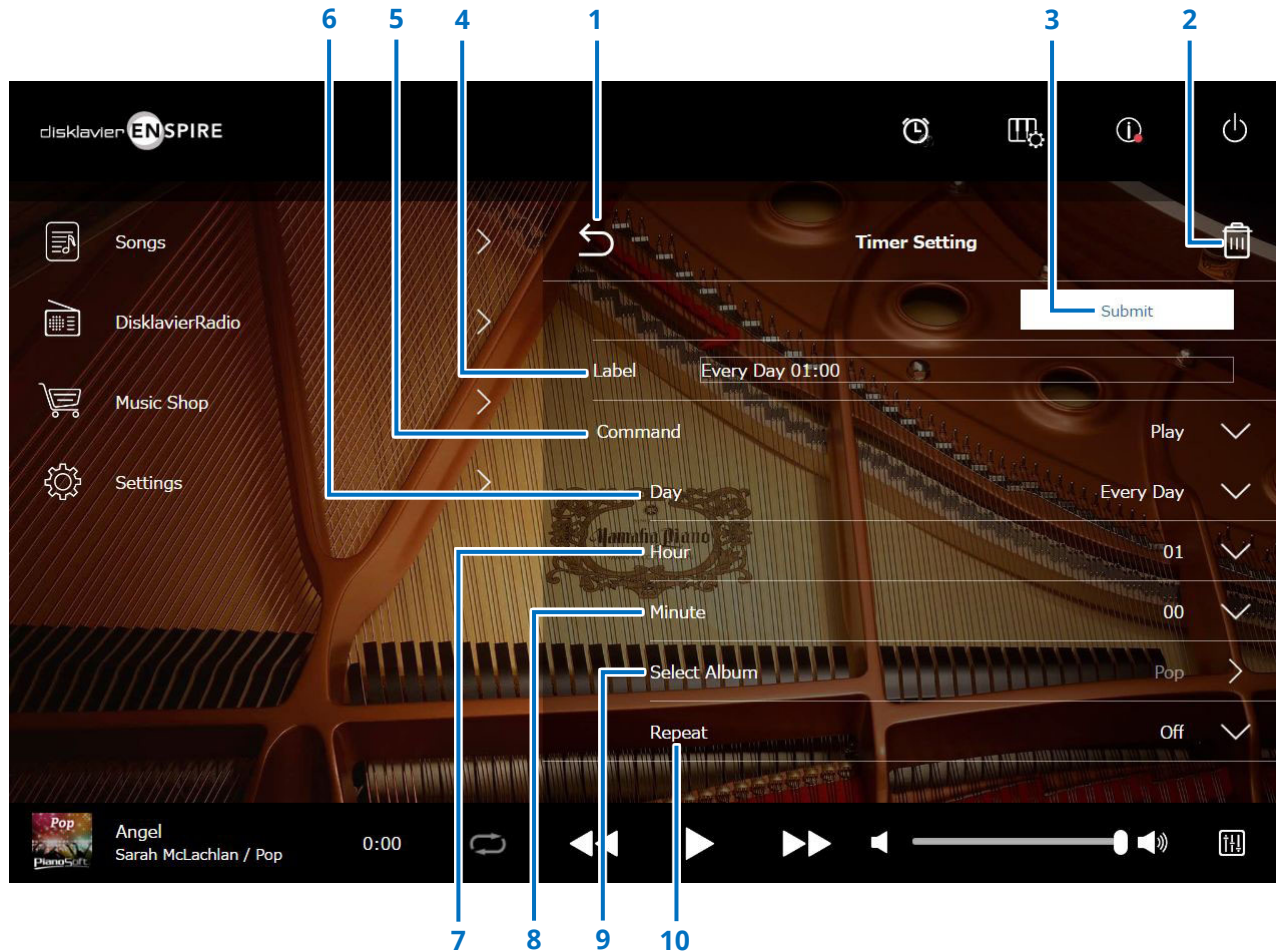 6 5 4 1 3 2
disklavier ENSPIRE
Songs
Timer Setting
DisklavierRadio
Submit
Label Every Day 01:00
Music Shop
Command Play
Settings
Day Every Day
Yamaha Piano
Hour 01
Minute 00
Select Album Pop
Repeat Off
Pop
PianoSoft
Angel
Sarah McLachlan / Pop
0:00
7 8 9 10